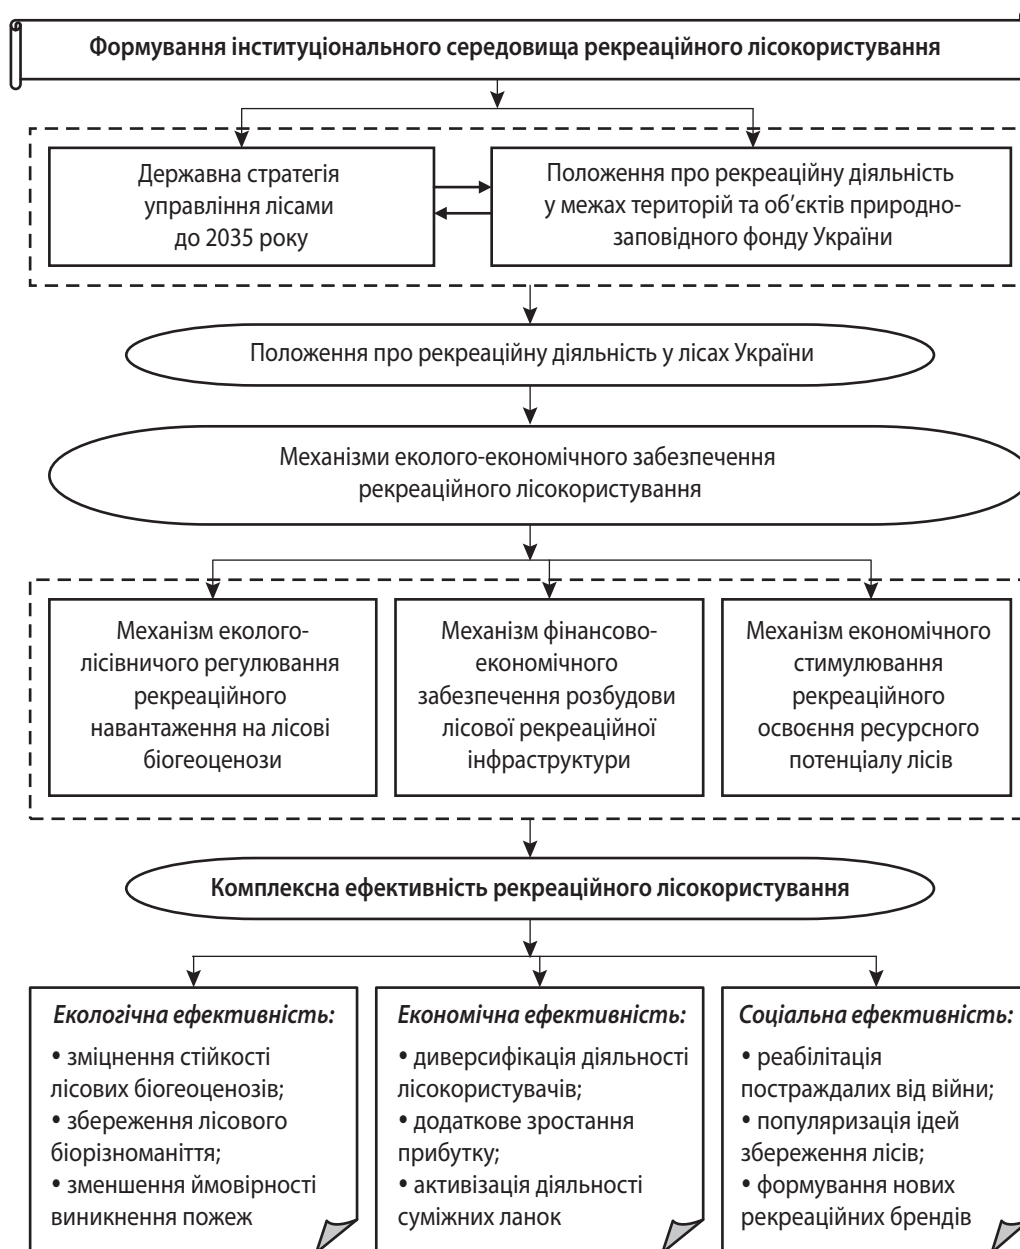 Формування інституціонального середовища рекреаційного лісокористування
Державна стратегія
управління лісами
до 2035 року
Положення про рекреаційну діяльність
у межах територій та об’єктів природно-
заповідного фонду України
Положення про рекреаційну діяльність у лісах України
Механізми еколого-економічного забезпечення
рекреаційного лісокористування
Механізм еколого-
лісівничого регулювання
рекреаційного
навантаження на лісові
біогеоценози
Механізм фінансово-
економічного
забезпечення розбудови
лісової рекреаційної
інфраструктури
Механізм економічного
стимулювання
рекреаційного
освоєння ресурсного
потенціалу лісів
Комплексна ефективність рекреаційного лісокористування
Екологічна ефективність:
• зміцнення стійкості
лісових біогеоценозів;
• збереження лісового
біорізноманіття;
• зменшення ймовірності
виникнення пожеж
Економічна ефективність:
• диверсифікація діяльності
лісокористувачів;
• додаткове зростання
прибутку;
• активізація діяльності
суміжних ланок
Соціальна ефективність:
• реабілітація
постраждалих від війни;
• популяризація ідей
збереження лісів;
• формування нових
рекреаційних брендів